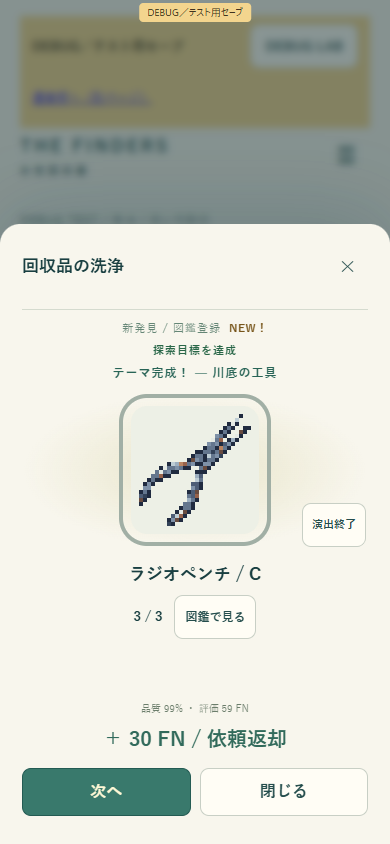 DEBUG／テスト用セーブ
THE FINDERS
回収品の洗浄
新発見 / 図鑑登録 NEW！
探索目標を達成
テーマ完成！ — 川底の工具
演出終了
ラジオペンチ / C
3 / 3 図鑑で見る
品質 99% ・ 評価 59 FN
＋ 30 FN / 依頼返却
次へ 閉じる